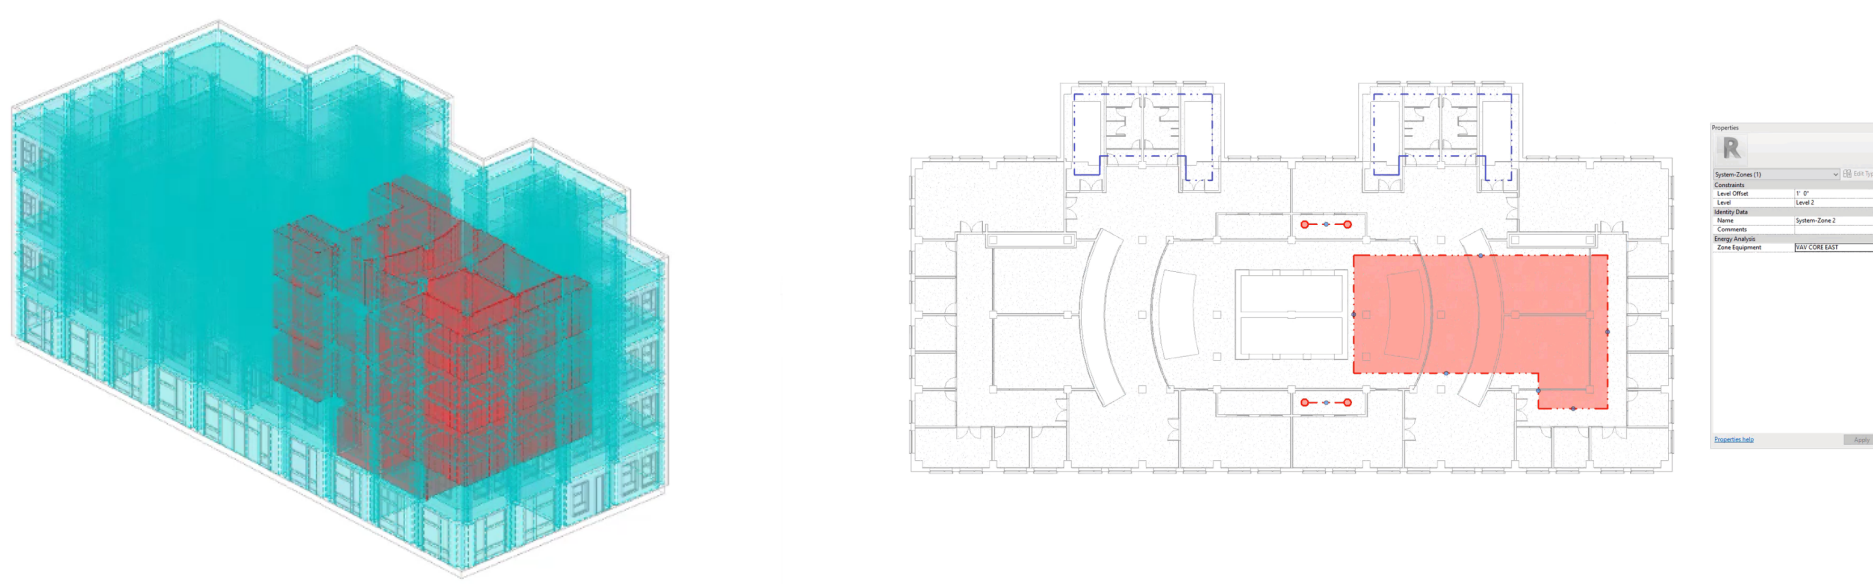 Properties
R
System-Zones (1)
Edit Typ
Constraints
Level Offset 1' 0"
Level Level 2
Identity Data
Name System-Zone 2
Comments
Energy Analysis
Zone Equipment VAV CORE EAST
Properties help Apply